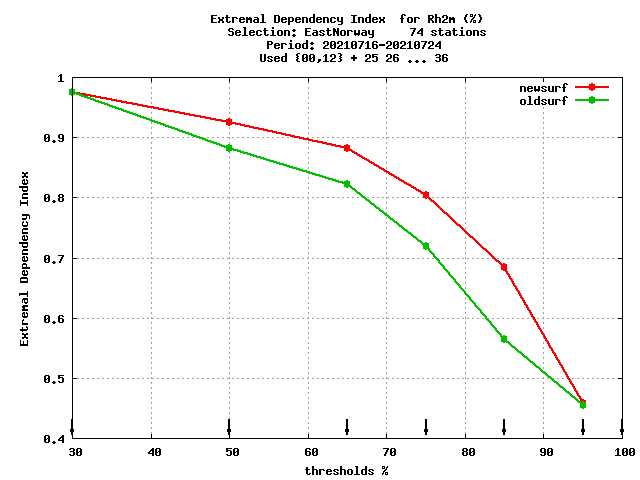 Extremal Dependency Index  for Rh2m (%)
Selection: EastNorway     74 stations
Period: 20210716-20210724
Used {00,12} + 25 26 ... 36
newsurf
oldsurf
Extremal Dependency Index
1
0.9
0.8
0.7
0.6
0.5
0.4
30 40 50 60 70 80 90 100
thresholds %